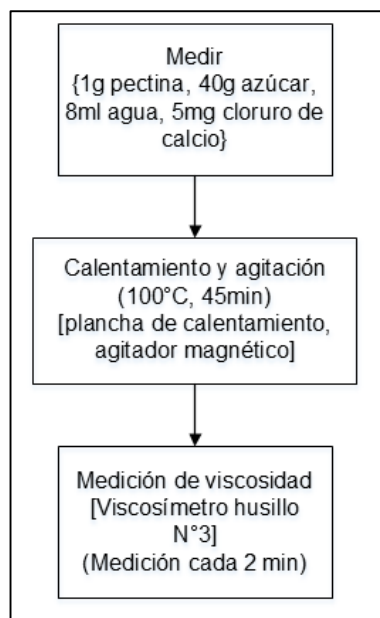 Medir
{1g pectina, 40g azúcar,
8ml agua, 5mg cloruro de
calcio}
Calentamiento y agitación
(100°C, 45min)
[plancha de calentamiento,
agitador magnético]
Medición de viscosidad
[Viscosímetro husillo
N°3]
(Medición cada 2 min)